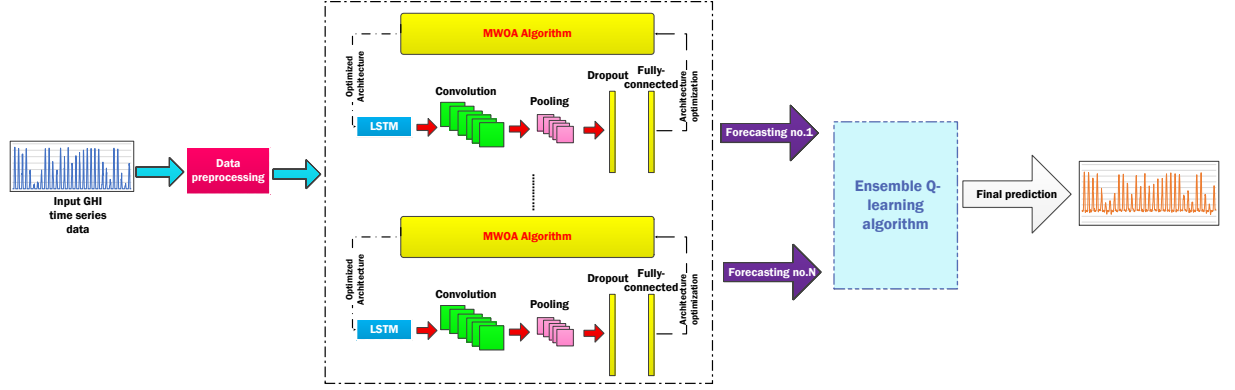 Input GHI
time series
data
Data
preprocessing
MWOA Algorithm
Optimized
Architecture
LSTM
Convolution
Pooling
Dropout
Fully-
connected
Architecture
optimization
MWOA Algorithm
Optimized
Architecture
LSTM
Convolution
Pooling
Dropout
Fully-
connected
Architecture
optimization
Forecasting no.1
Forecasting no.N
Ensemble Q-
learning
algorithm
Final prediction